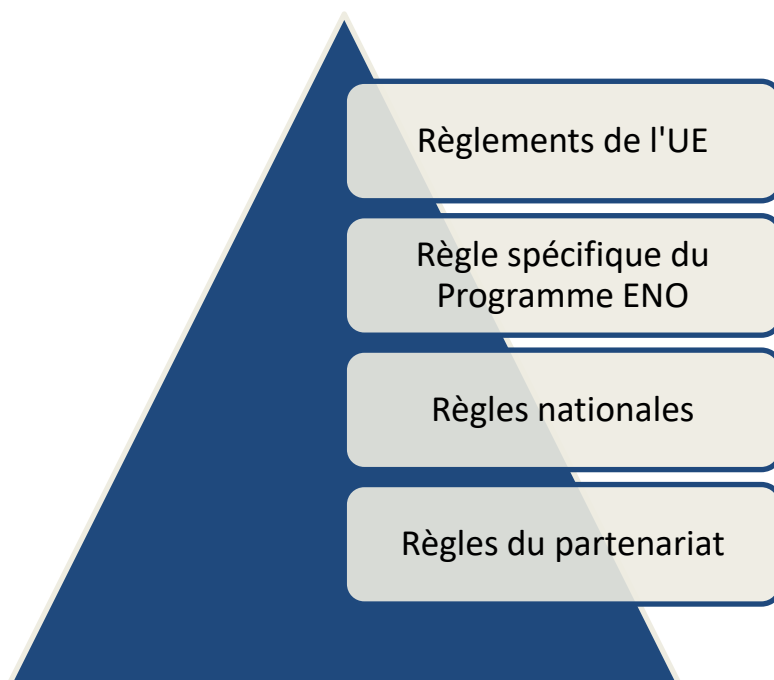 Règlements de l'UE
Règle spécifique du
Programme ENO
Règles nationales
Règles du partenariat